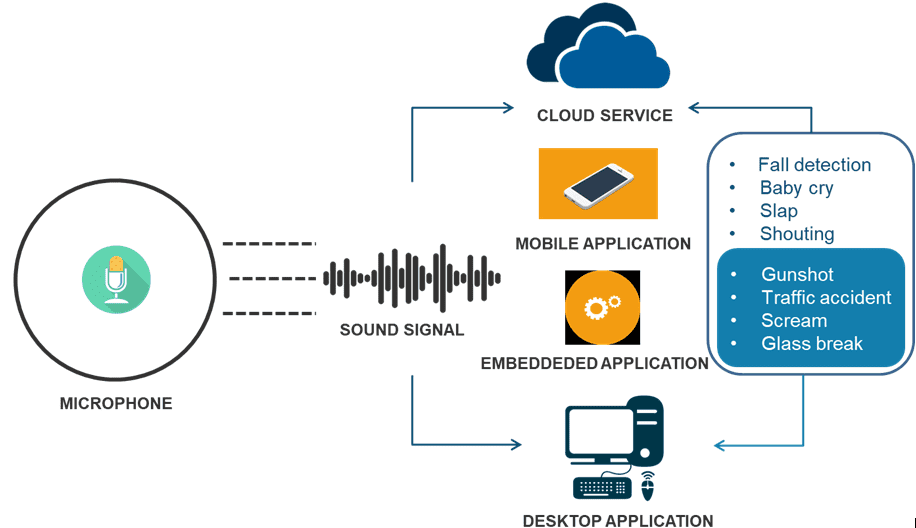 CLOUD SERVICE
MOBILE APPLICATION
SOUND SIGNAL
EMBEDDEDED APPLICATION
MICROPHONE
DESKTOP APPLICATION
• Fall detection
• Baby cry
• Slap
• Shouting
• Gunshot
• Traffic accident
• Scream
• Glass break